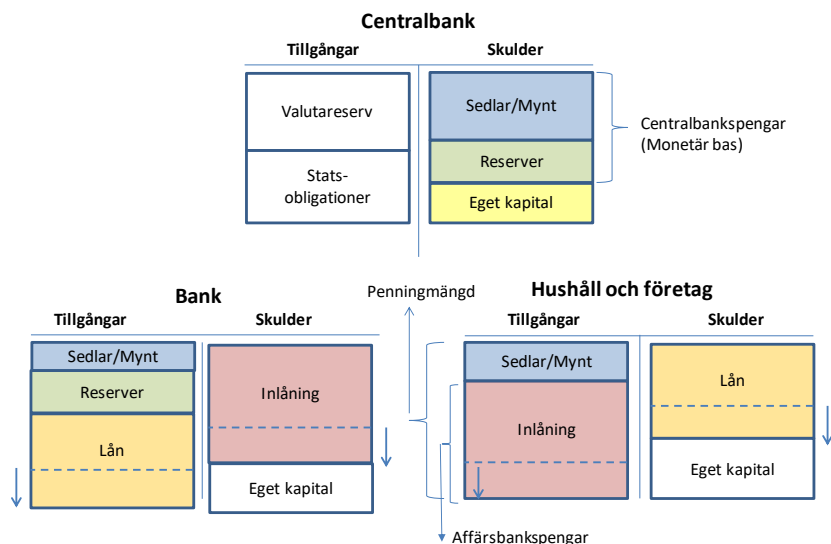 Centralbank
Tillgångar
Skulder
Valutareserv
Stats-
obligationer
Sedlar/Mynt
Reserver
Eget kapital
Centralbankspengar
(Monetär bas)
Bank
Tillgångar
Skulder
Sedlar/Mynt
Reserver
Lån
Inlåning
Eget kapital
Penningmängd
Hushåll och företag
Tillgångar
Skulder
Sedlar/Mynt
Inlåning
Lån
Eget kapital
Affärsbankspengar